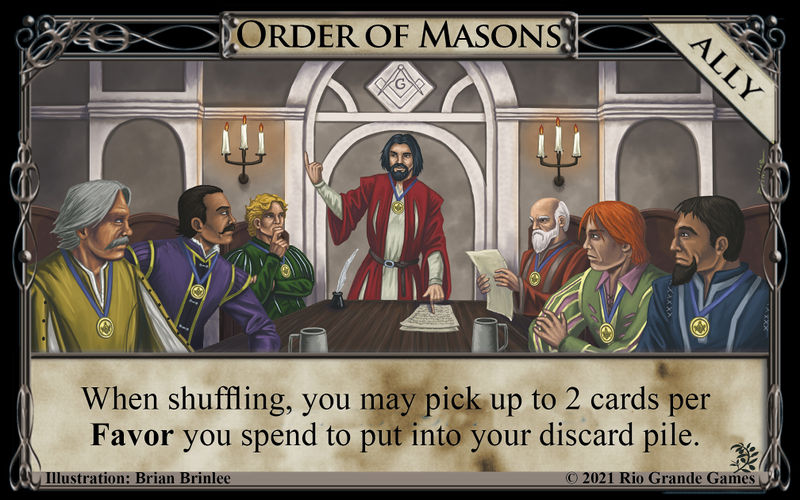 ORDER OF MASONS
ALLY
G
When shuffling, you may pick up to 2 cards per
Favor you spend to put into your discard pile.
Illustration: Brian Brinlee
© 2021 Rio Grande Games